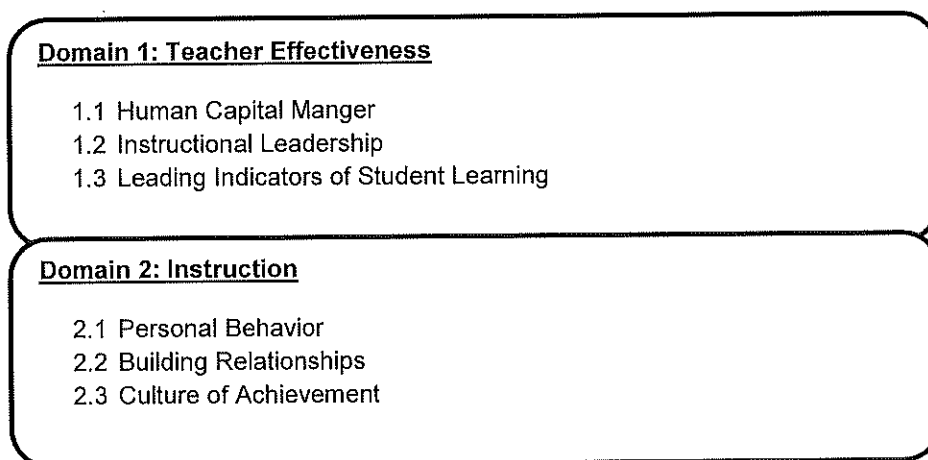 Domain 1: Teacher Effectiveness
1.1 Human Capital Manger
1.2 Instructional Leadership
1.3 Leading Indicators of Student Learning
Domain 2: Instruction
2.1 Personal Behavior
2.2 Building Relationships
2.3 Culture of Achievement